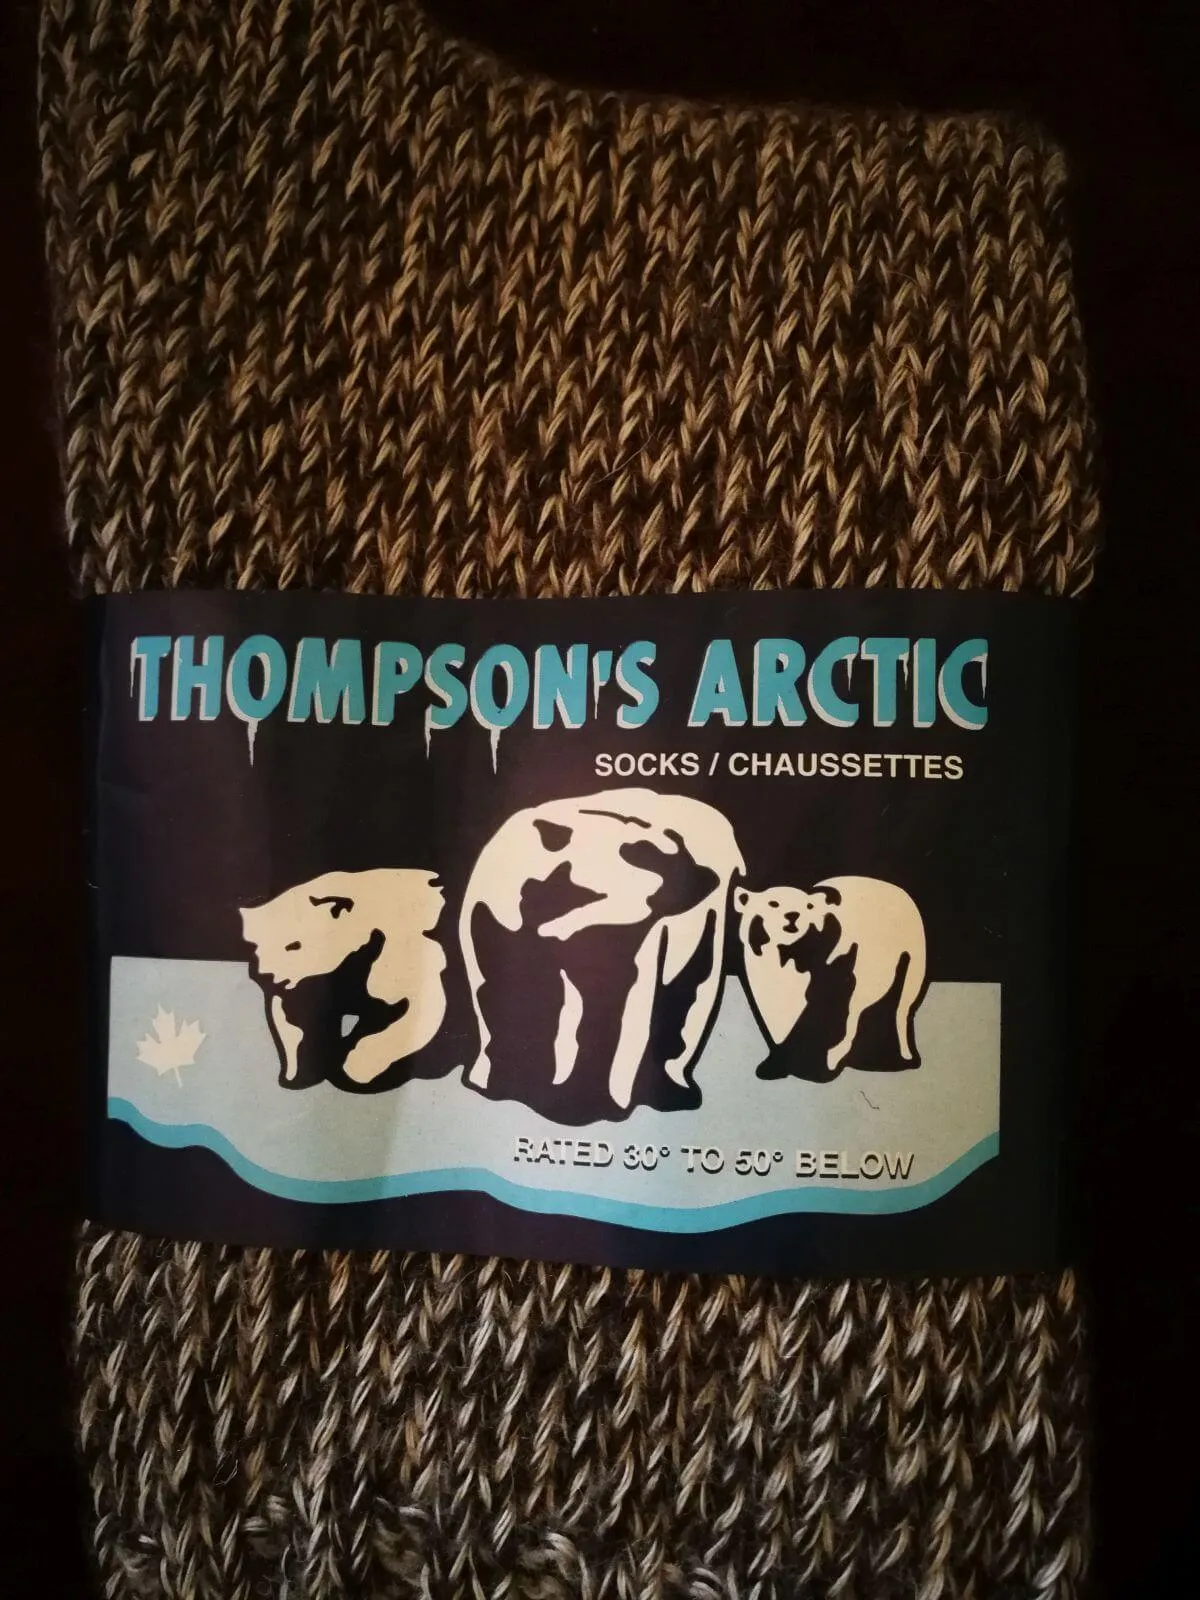 THOMPSON'S ARCTIC
SOCKS / CHAUSSETTES
RATED 30° TO 50° BELOW